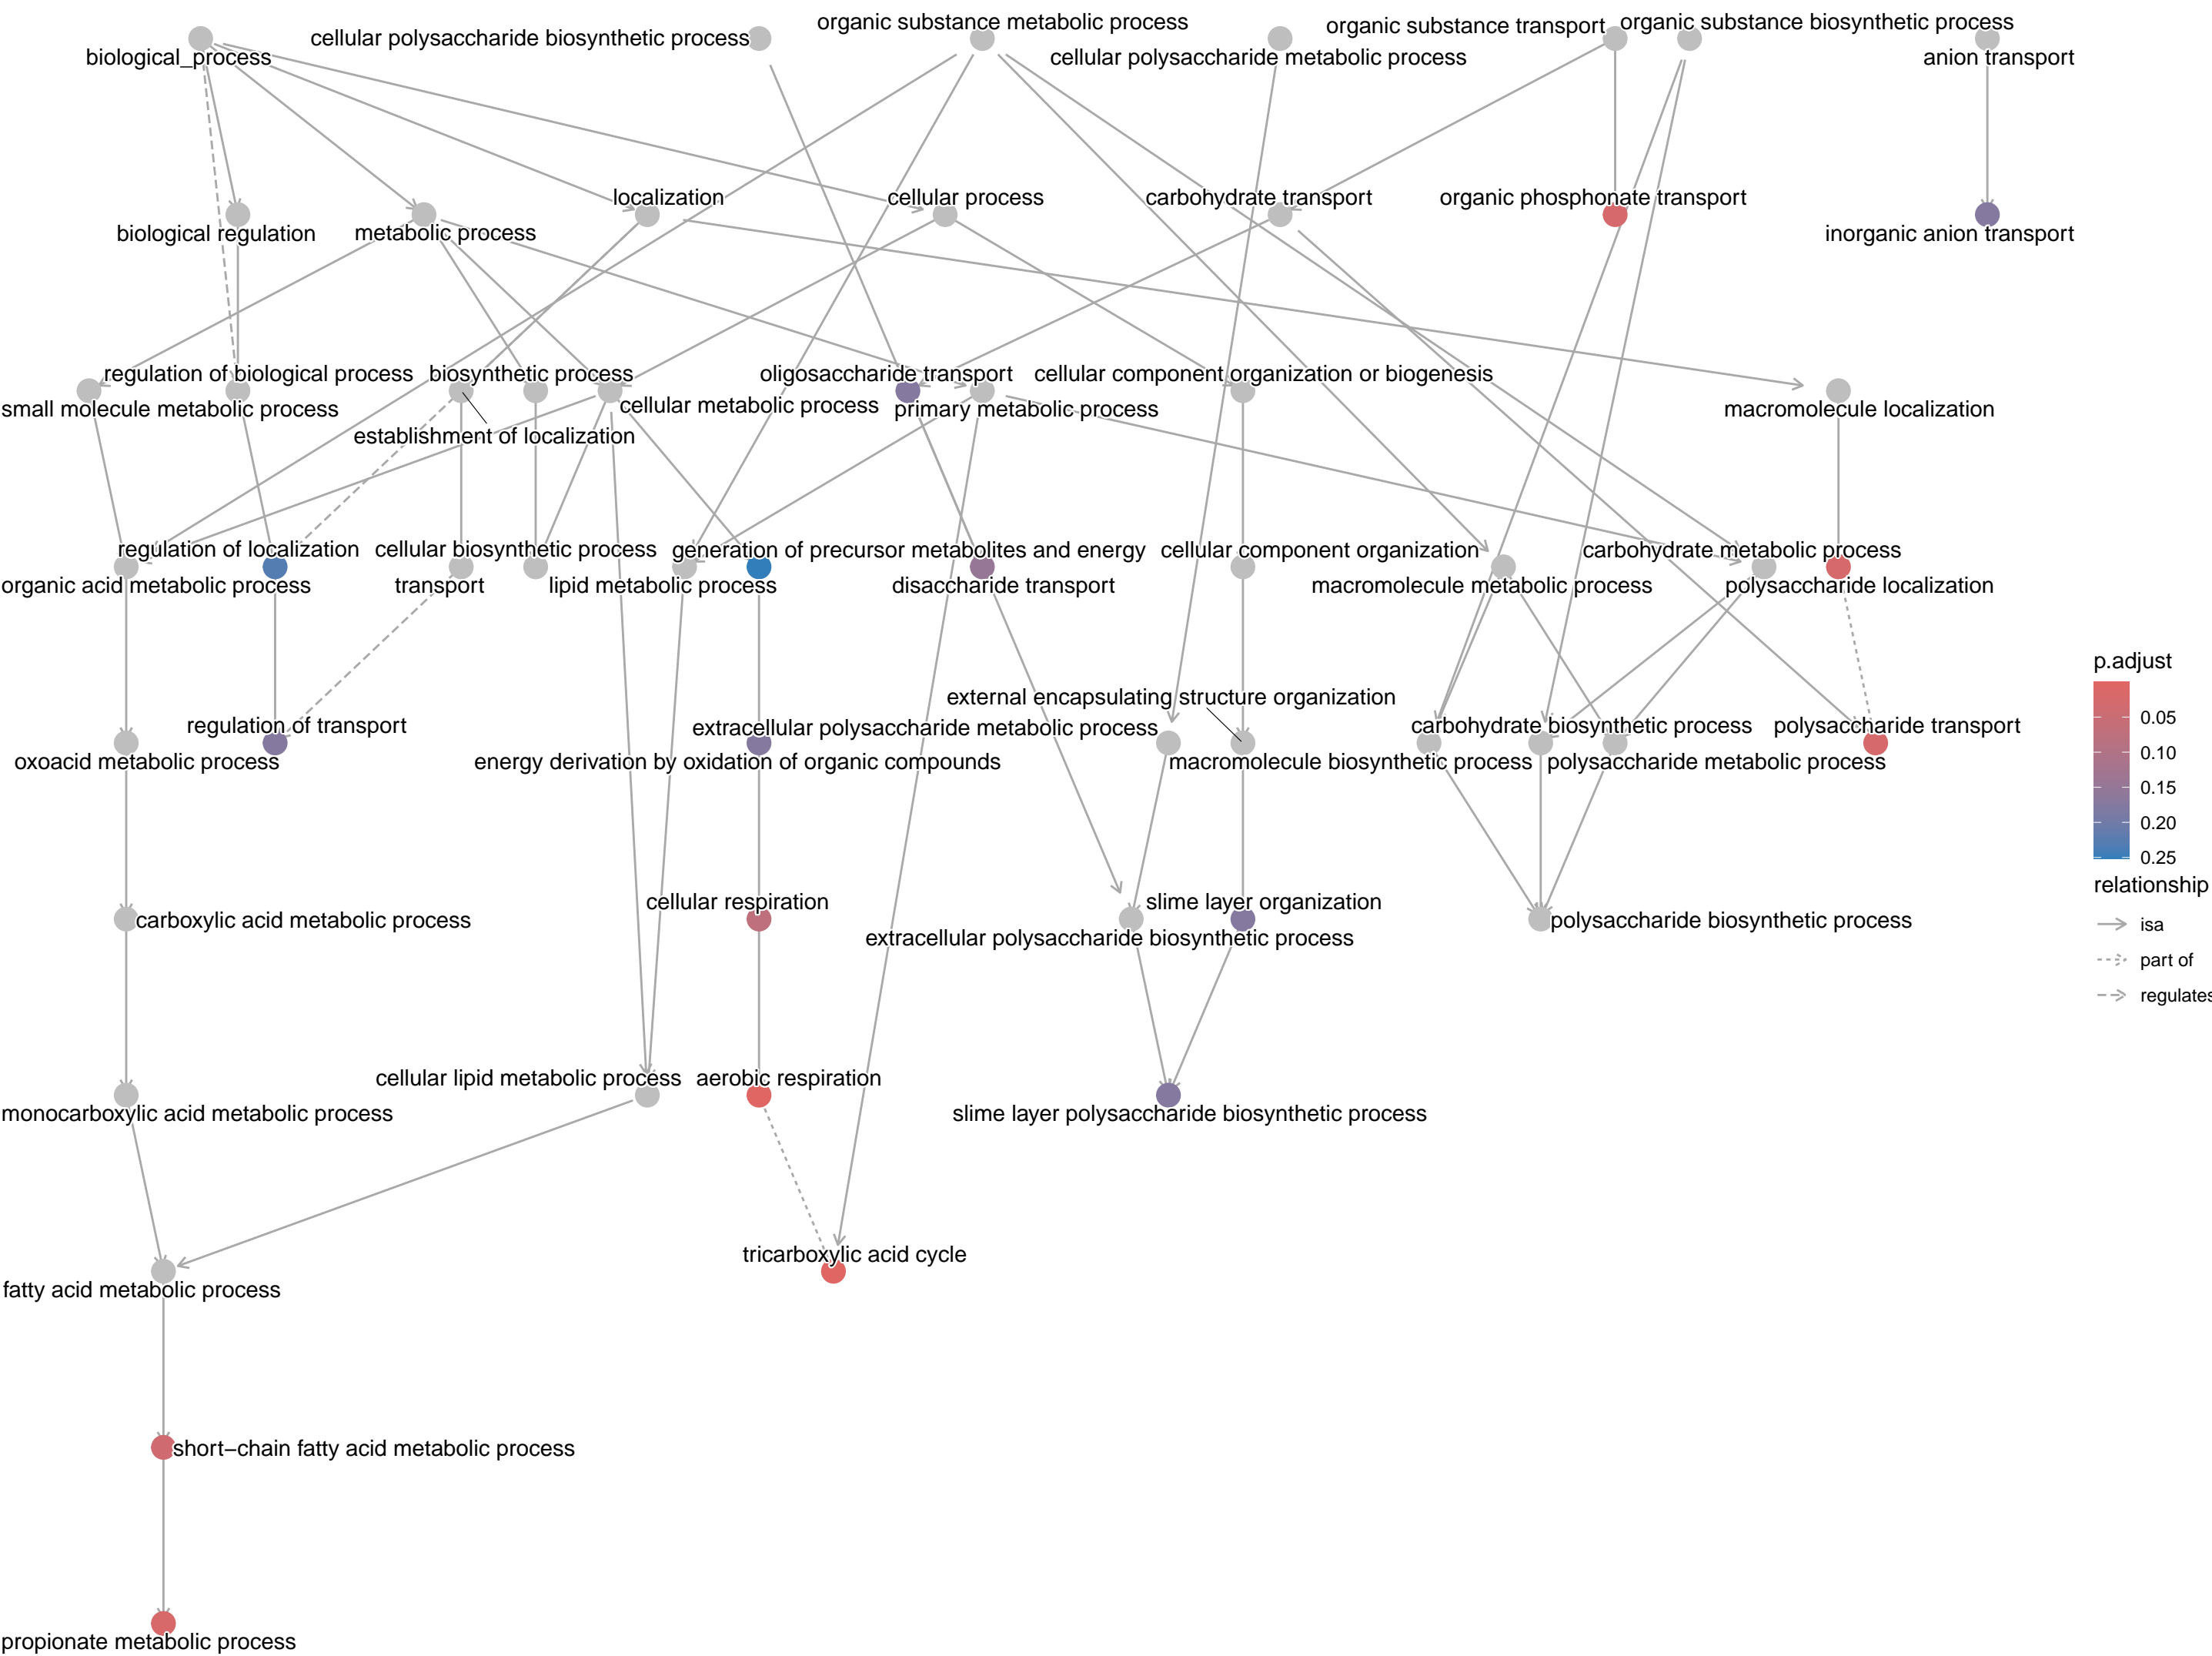 organic substance metabolic process
organic substance biosynthetic process
organic substance transport
cellular polysaccharide biosynthetic process
biological_process
cellular polysaccharide metabolic process
anion transport
localization
cellular process
carbohydrate transport
organic phosphonate transport
biological regulation
metabolic process
inorganic anion transport
regulation of biological process
biosynthetic process
oligosaccharide transport
cellular component organization or biogenesis
small molecule metabolic process
cellular metabolic process
primary metabolic process
macromolecule localization
establishment of localization
regulation of localization
cellular biosynthetic process
generation of precursor metabolites and energy
cellular component organization
carbohydrate metabolic process
organic acid metabolic process
transport
lipid metabolic process
disaccharide transport
macromolecule metabolic process
polysaccharide localization
p.adjust
external encapsulating structure organization
regulation of transport
extracellular polysaccharide metabolic process
carbohydrate biosynthetic process
polysaccharide transport
0.05
0.10
0.15
0.20
0.25
oxoacid metabolic process
energy derivation by oxidation of organic compounds
macromolecule biosynthetic process
polysaccharide metabolic process
relationship
isa
part of
regulates
cellular respiration
slime layer organization
carboxylic acid metabolic process
extracellular polysaccharide biosynthetic process
polysaccharide biosynthetic process
cellular lipid metabolic process
aerobic respiration
monocarboxylic acid metabolic process
slime layer polysaccharide biosynthetic process
tricarboxylic acid cycle
fatty acid metabolic process
short−chain fatty acid metabolic process
propionate metabolic process